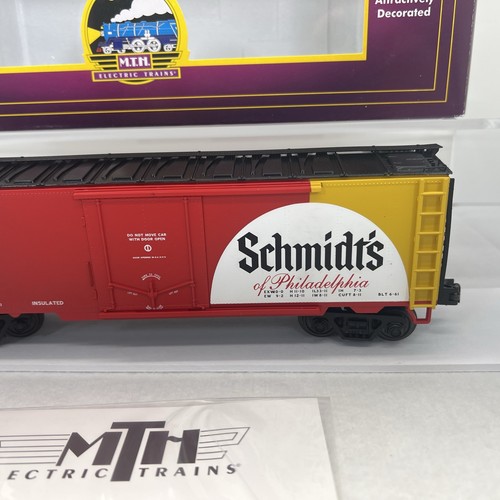 Attractively
Decorated
M.T.H.
ELECTRIC TRAINS®
DO NOT MOVE CAR
WITH DOOR OPEN
INSULATED
Schmidt's
of Philadelphia
BLT 6-61
MTH
ELECTRIC TRAINS®